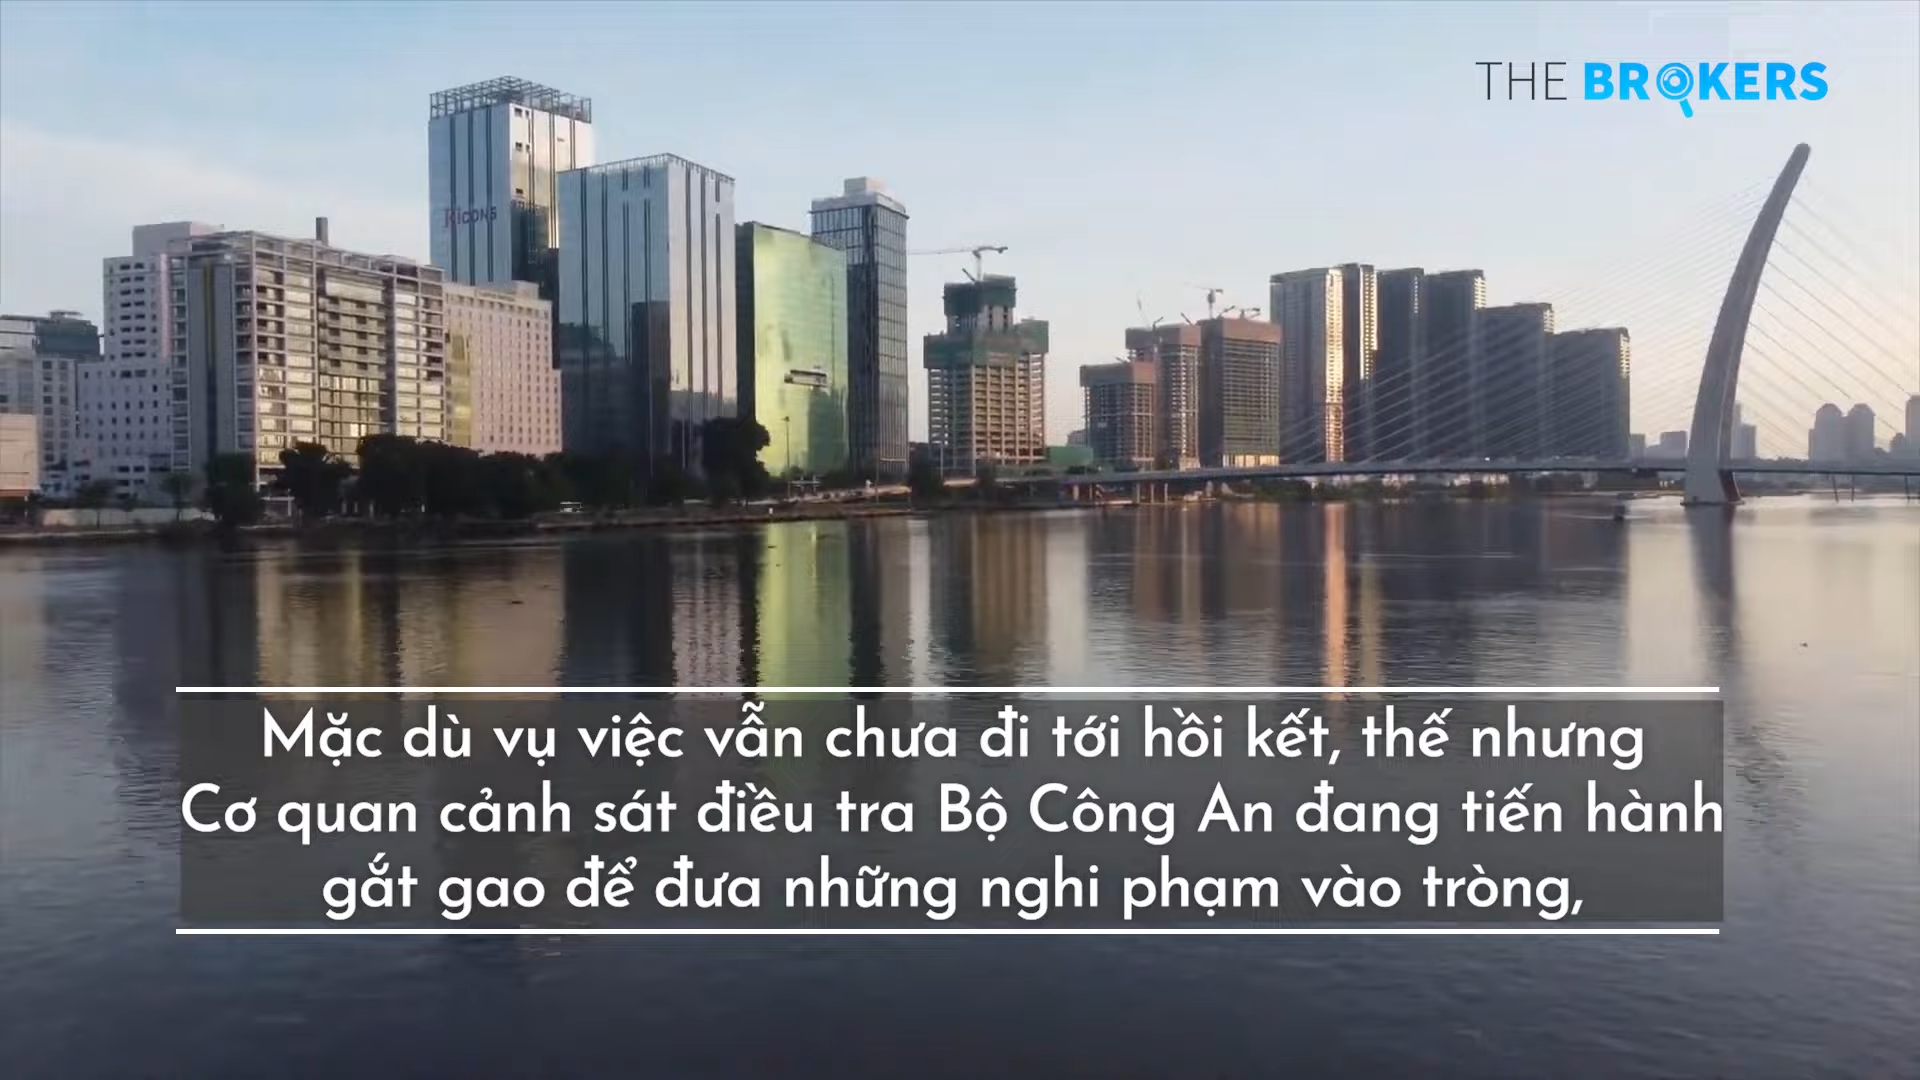 THE BROKERS
RICONS
Mặc dù vụ việc vẫn chưa đi tới hồi kết, thế nhưng
Cơ quan cảnh sát điều tra Bộ Công An đang tiến hành
gắt gao để đưa những nghi phạm vào tròng,